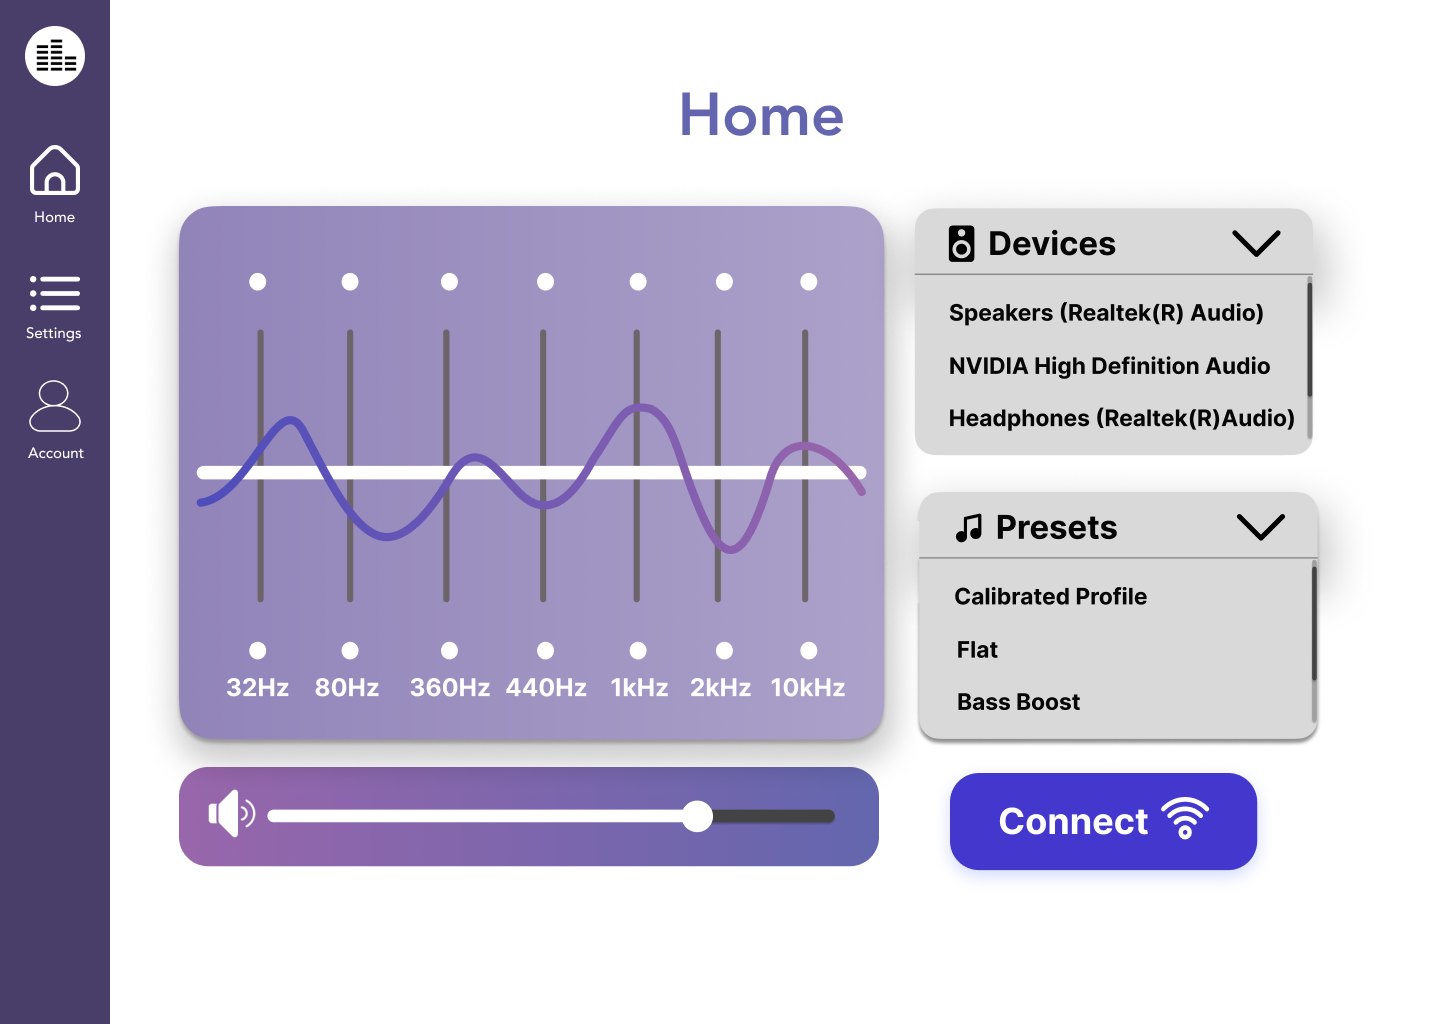 Home
Home
Settings
Account
32Hz 80Hz 360Hz 440Hz 1kHz 2kHz 10kHz
Devices
Speakers (Realtek(R) Audio)
NVIDIA High Definition Audio
Headphones (Realtek(R)Audio)
Presets
Calibrated Profile
Flat
Bass Boost
Connect